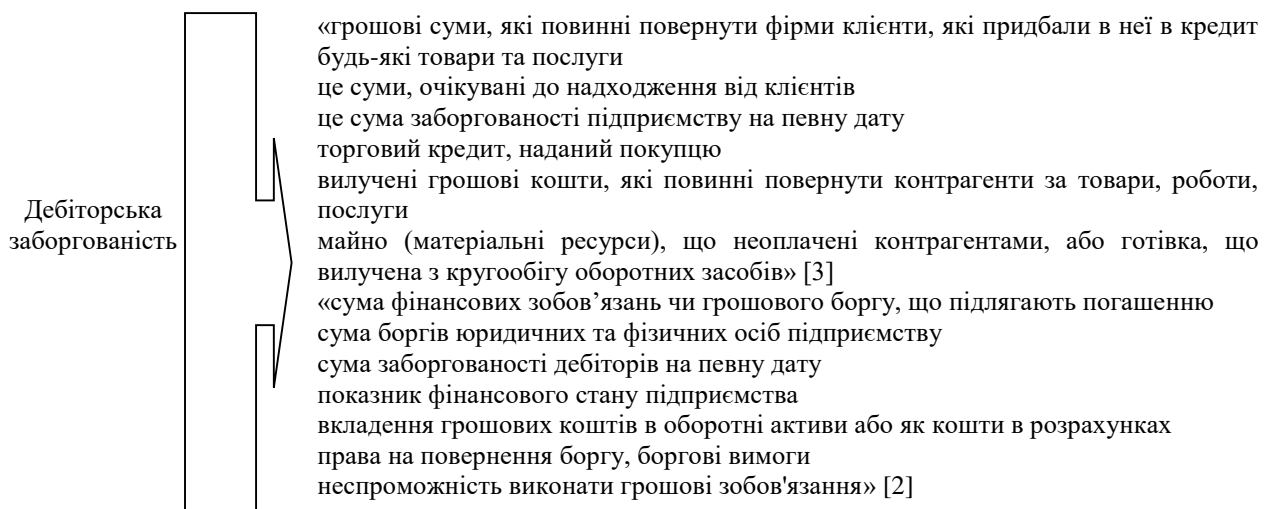 Дебіторська
заборгованість
«грошові суми, які повинні повернути фірми клієнти, які придбали в неї в кредит
будь-які товари та послуги
це суми, очікувані до надходження від клієнтів
це сума заборгованості підприємству на певну дату
торговий кредит, наданий покупцю
вилучені грошові кошти, які повинні повернути контрагенти за товари, роботи,
послуги
майно (матеріальні ресурси), що неоплачені контрагентами, або готівка, що
вилучена з кругообігу оборотних засобів» [3]
«сума фінансових зобов’язань чи грошового боргу, що підлягають погашенню
сума боргів юридичних та фізичних осіб підприємству
сума заборгованості дебіторів на певну дату
показник фінансового стану підприємства
вкладення грошових коштів в оборотні активи або як кошти в розрахунках
права на повернення боргу, боргові вимоги
неспроможність виконати грошові зобов'язання» [2]